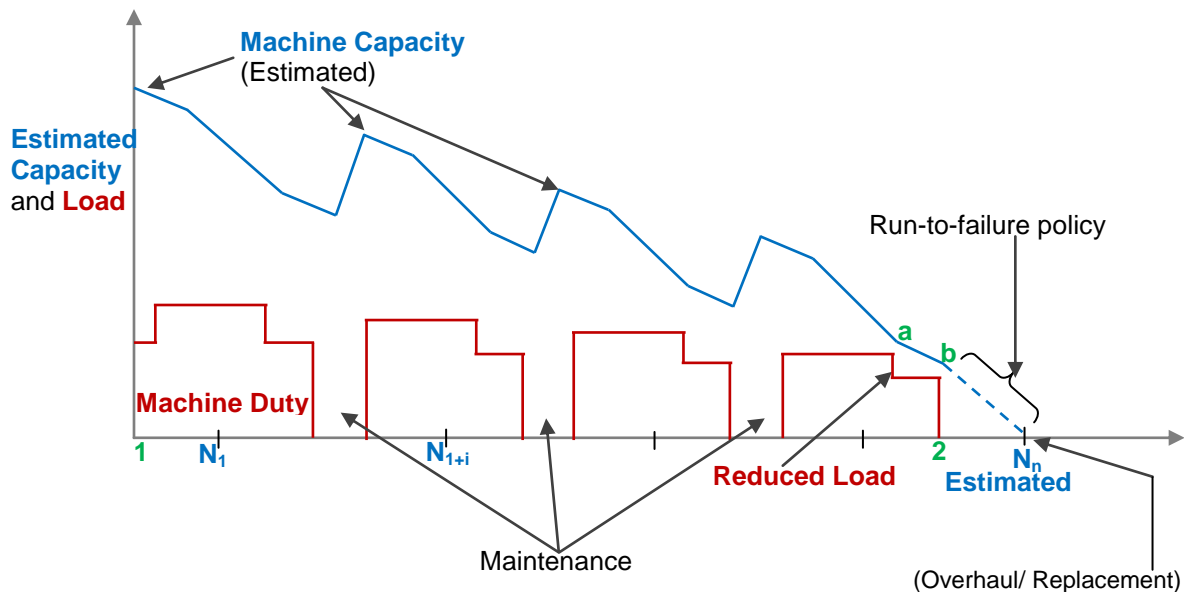 Machine Capacity
(Estimated)
Estimated
Capacity
and Load
Run-to-failure policy
a
b
Machine Duty
1
N1
N1+i
Reduced Load
2
Nn
Estimated
Maintenance
(Overhaul/ Replacement)